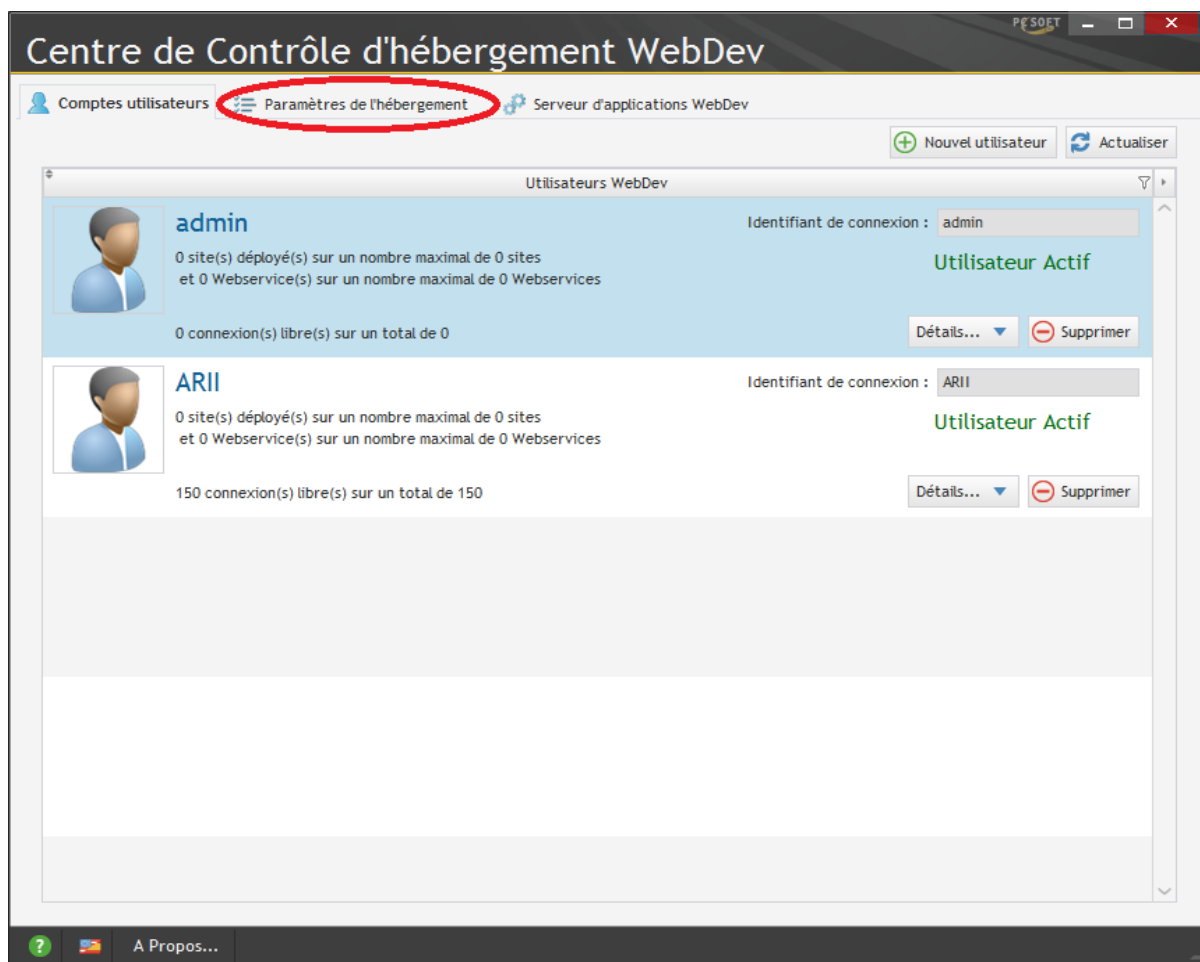 PCSOFT
Centre de Contrôle d'hébergement WebDev
Comptes utilisateurs
Paramètres de l'hébergement
Serveur d'applications WebDev
Nouvel utilisateur
Actualiser
Utilisateurs WebDev
admin
Identifiant de connexion : admin
0 site(s) déployé(s) sur un nombre maximal de 0 sites
et 0 Webservice(s) sur un nombre maximal de 0 Webservices
Utilisateur Actif
0 connexion(s) libre(s) sur un total de 0
Détails...
Supprimer
ARII
Identifiant de connexion : ARII
0 site(s) déployé(s) sur un nombre maximal de 0 sites
et 0 Webservice(s) sur un nombre maximal de 0 Webservices
Utilisateur Actif
150 connexion(s) libre(s) sur un total de 150
Détails...
Supprimer
?
A Propos...